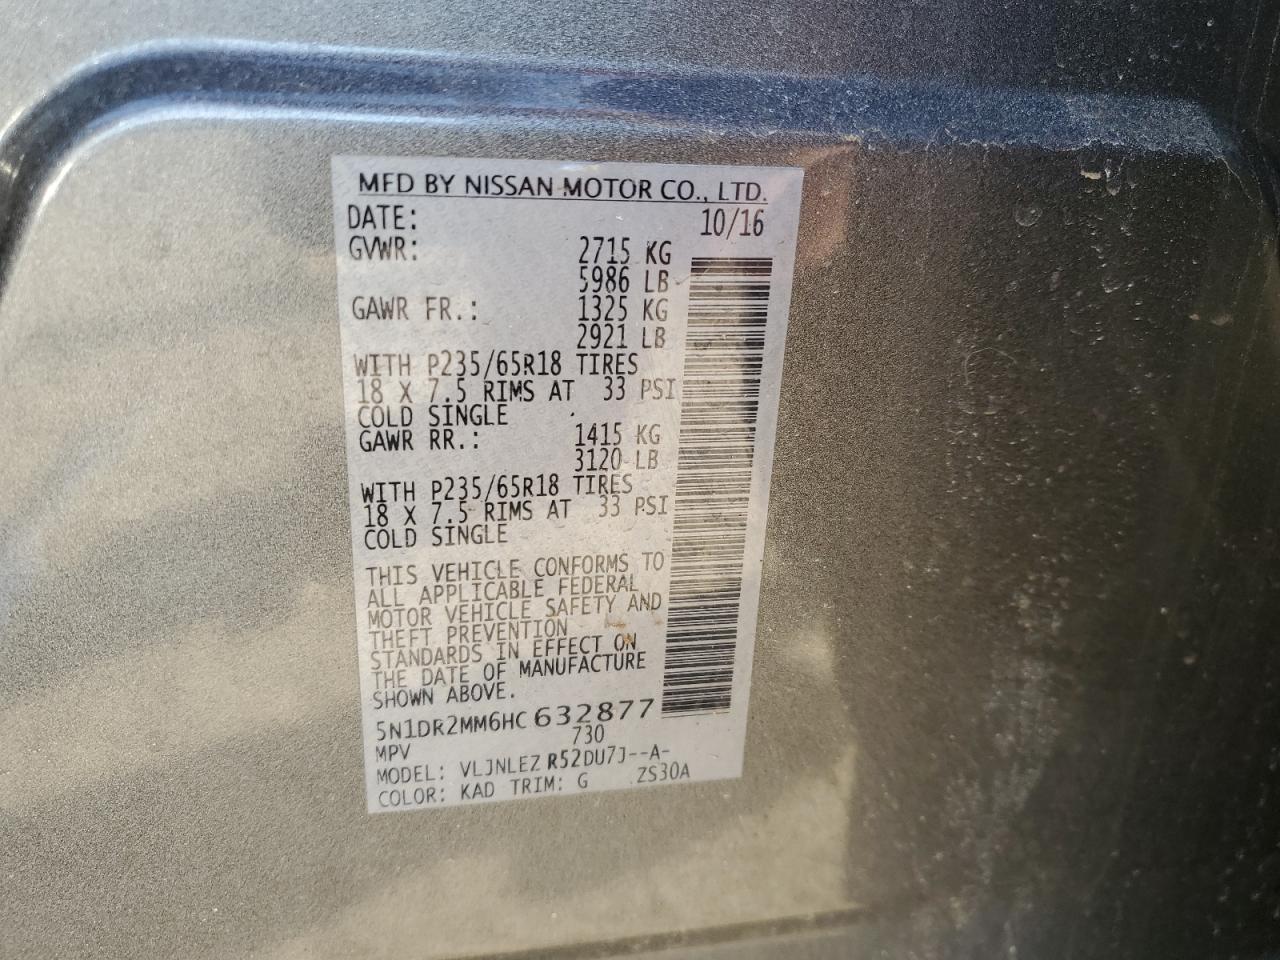 MFD BY NISSAN MOTOR CO., LTD.
DATE: 10/16
GVWR: 2715 KG
5986 LB
GAWR FR.: 1325 KG
2921 LB
WITH P235/65R18 TIRES
18 X 7.5 RIMS AT 33 PSI
COLD SINGLE
GAWR RR.: 1415 KG
3120 LB
WITH P235/65R18 TIRES
18 X 7.5 RIMS AT 33 PSI
COLD SINGLE
THIS VEHICLE CONFORMS TO
ALL APPLICABLE FEDERAL
MOTOR VEHICLE SAFETY AND
THEFT PREVENTION
STANDARDS IN EFFECT ON
THE DATE OF MANUFACTURE
SHOWN ABOVE.
5N1DR2MM6HC632877
MPV 730
MODEL: VLJNLEZ R52DU7J--A-
COLOR: KAD TRIM: G ZS30A